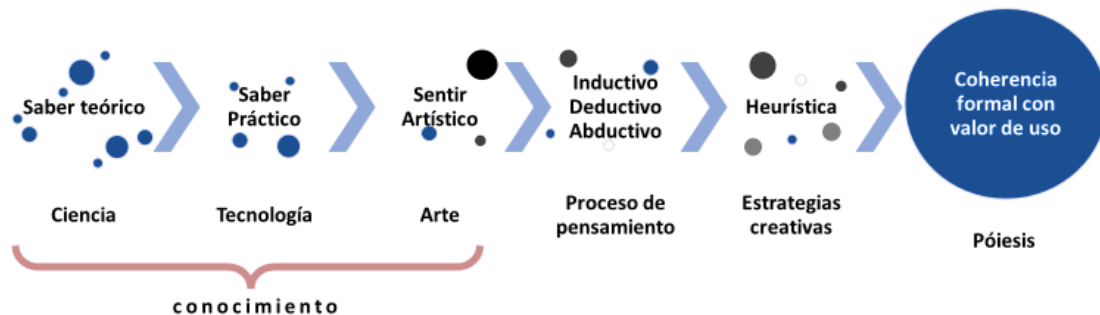 Saber teórico
Saber
Práctico
Sentir
Artístico
Inductivo
Deductivo
Abductivo
Heurística
Coherencia
formal con
valor de uso
Ciencia
Tecnología
Arte
Proceso de
pensamiento
Estrategias
creativas
Póiesis
conocimiento